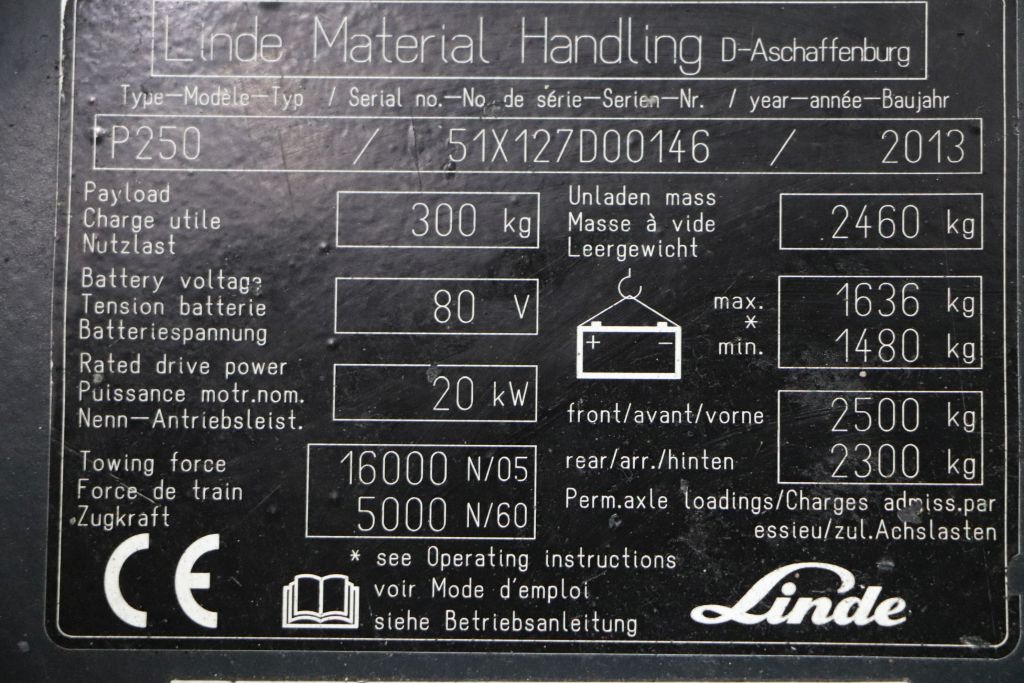 Linde Material Handling D-Aschaffenburg
Type-Modèle-Typ / Serial no.-No. de série-Serien-Nr. / year-année-Baujahr
P250 / 51X127D00146 / 2013
Payload
Charge utile
Nutzlast
300 kg
Unladen mass
Masse à vide
Leergewicht
2460 kg
Battery voltage
Tension batterie
Batteriespannung
80 V
+ -
max. 1636 kg
*
min. 1480 kg
Rated drive power
Puissance motr.nom.
Nenn-Antriebsleist.
20 kW
front/avant/vorne 2500 kg
rear/arr./hinten 2300 kg
Perm.axle loadings/Charges admiss.par
essieu/zul.Achslasten
Towing force
Force de train
Zugkraft
16000 N/05
5000 N/60
* see Operating instructions
voir Mode d'emploi
siehe Betriebsanleitung
CE
Linde